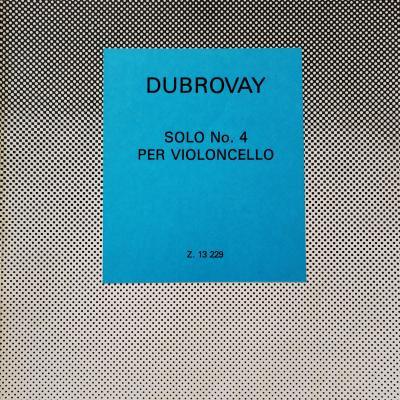 DUBROVAY
SOLO No. 4
PER VIOLONCELLO
Z. 13 229